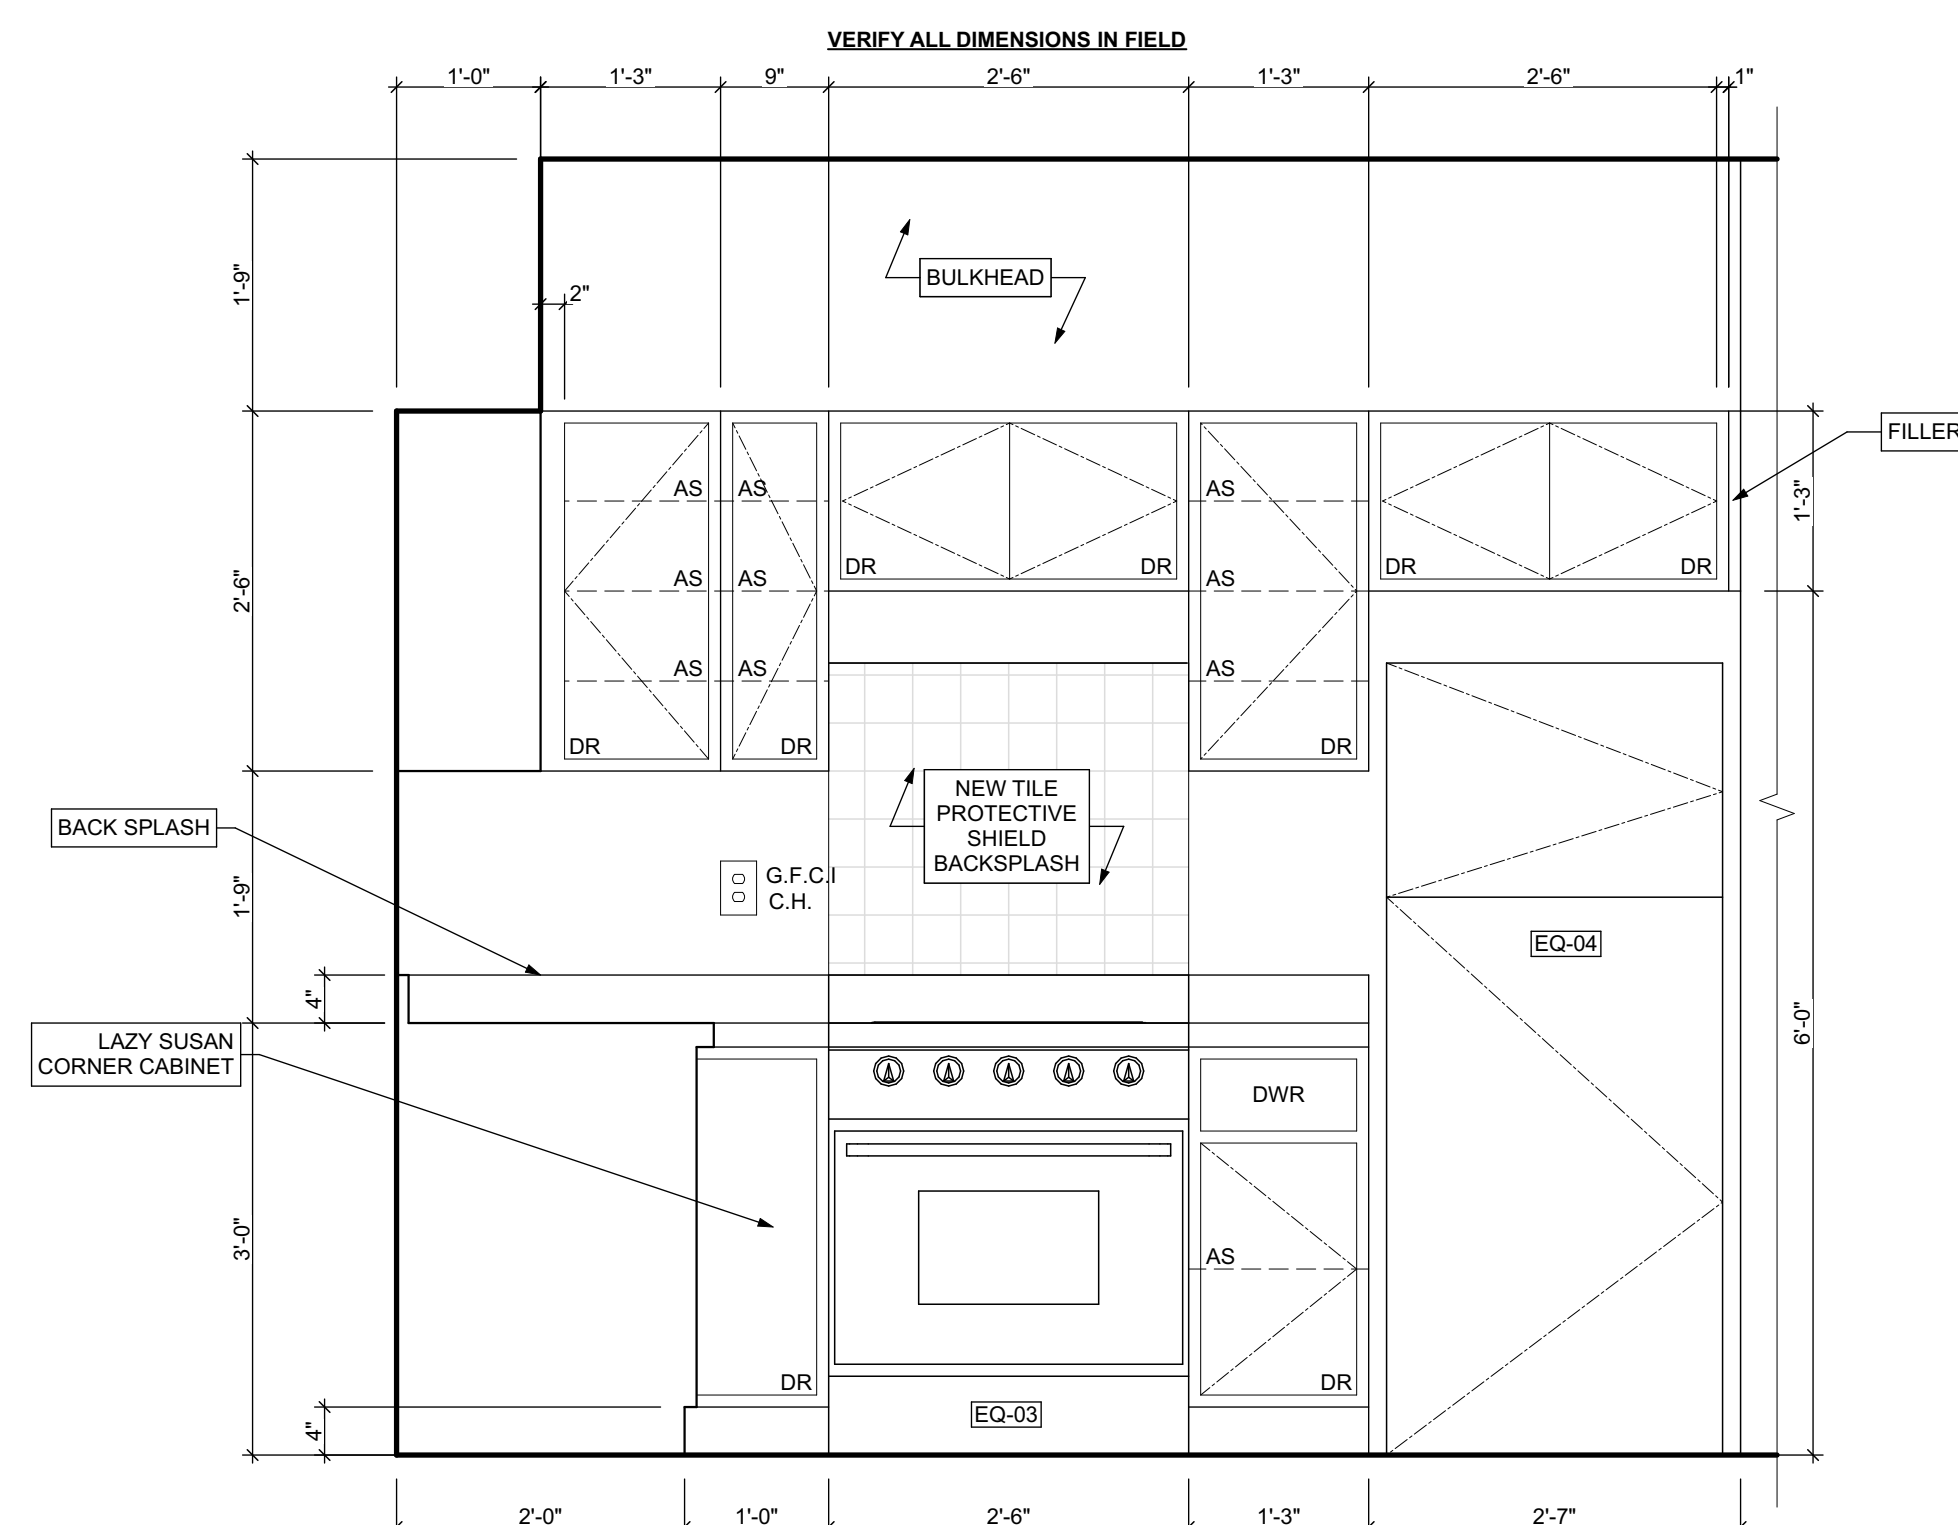 VERIFY ALL DIMENSIONS IN FIELD
1'-0" 1'-3" 9" 2'-6" 1'-3" 2'-6" 1"
1'-9"
BULKHEAD
2"
FILLER
AS AS AS
1'-3"
DR DR DR DR
2'-6"
AS AS AS
AS AS AS
DR DR DR
NEW TILE
PROTECTIVE
SHIELD
BACKSPLASH
BACK SPLASH
1'-9"
G.F.C.I
C.H.
EQ-04
4"
6'-0"
LAZY SUSAN
CORNER CABINET
DWR
3'-0"
AS
DR DR
EQ-03
4"
2'-0" 1'-0" 2'-6" 1'-3" 2'-7"